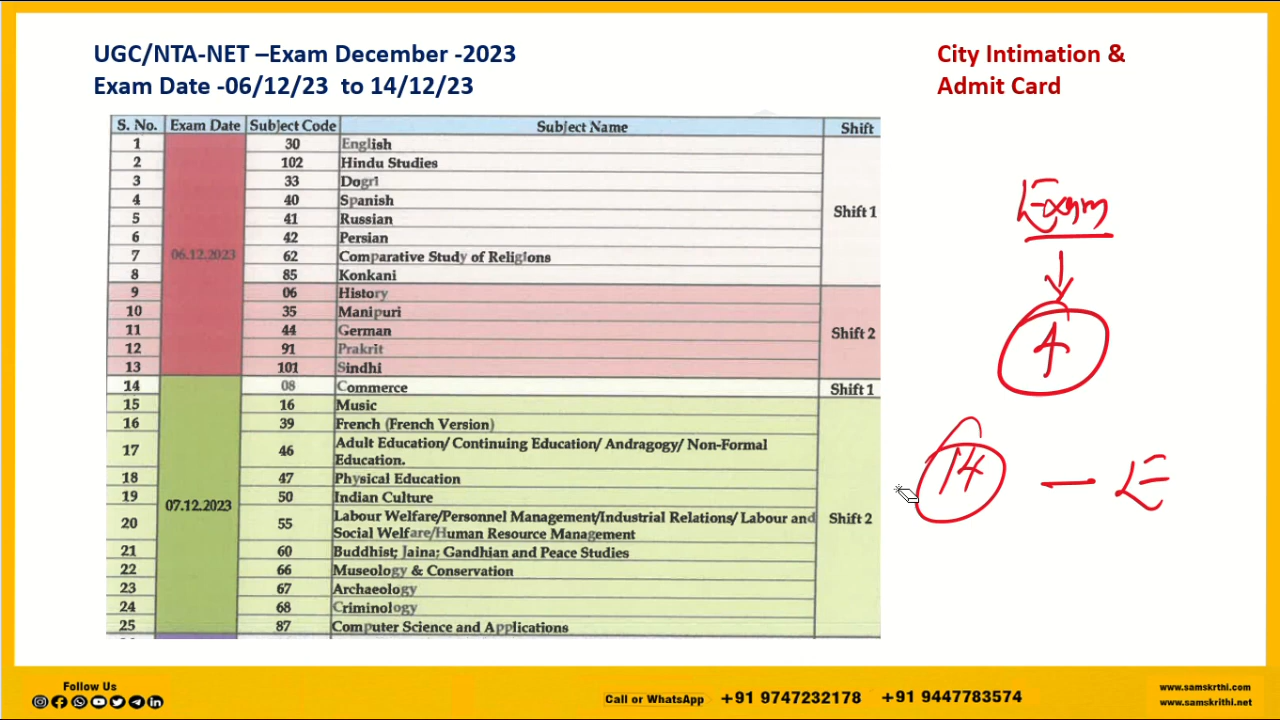 UGC/NTA-NET –Exam December -2023
Exam Date -06/12/23 to 14/12/23
City Intimation &
Admit Card
S. No. Exam Date Subject Code Subject Name Shift
1 30 English
2 102 Hindu Studies
3 33 Dogri
4 40 Spanish
5 41 Russian
6 42 Persian
7 62 Comparative Study of Religions
8 85 Konkani
Shift 1
06.12.2023
9 06 History
10 35 Manipuri
11 44 German
12 91 Prakrit
13 101 Sindhi
Shift 2
14 08 Commerce Shift 1
15 16 Music
16 39 French (French Version)
17 46 Adult Education/ Continuing Education/ Andragogy/ Non-Formal
Education.
18 47 Physical Education
19 50 Indian Culture
07.12.2023
20 55 Labour Welfare/Personnel Management/Industrial Relations/ Labour and
Social Welfare/Human Resource Management
Shift 2
21 60 Buddhist; Jaina; Gandhian and Peace Studies
22 66 Museology & Conservation
23 67 Archaeology
24 68 Criminology
25 87 Computer Science and Applications
Exam
4
14 — E
Follow Us
Call or WhatsApp +91 9747232178 +91 9447783574
www.samskrthi.com
www.samskrithi.net